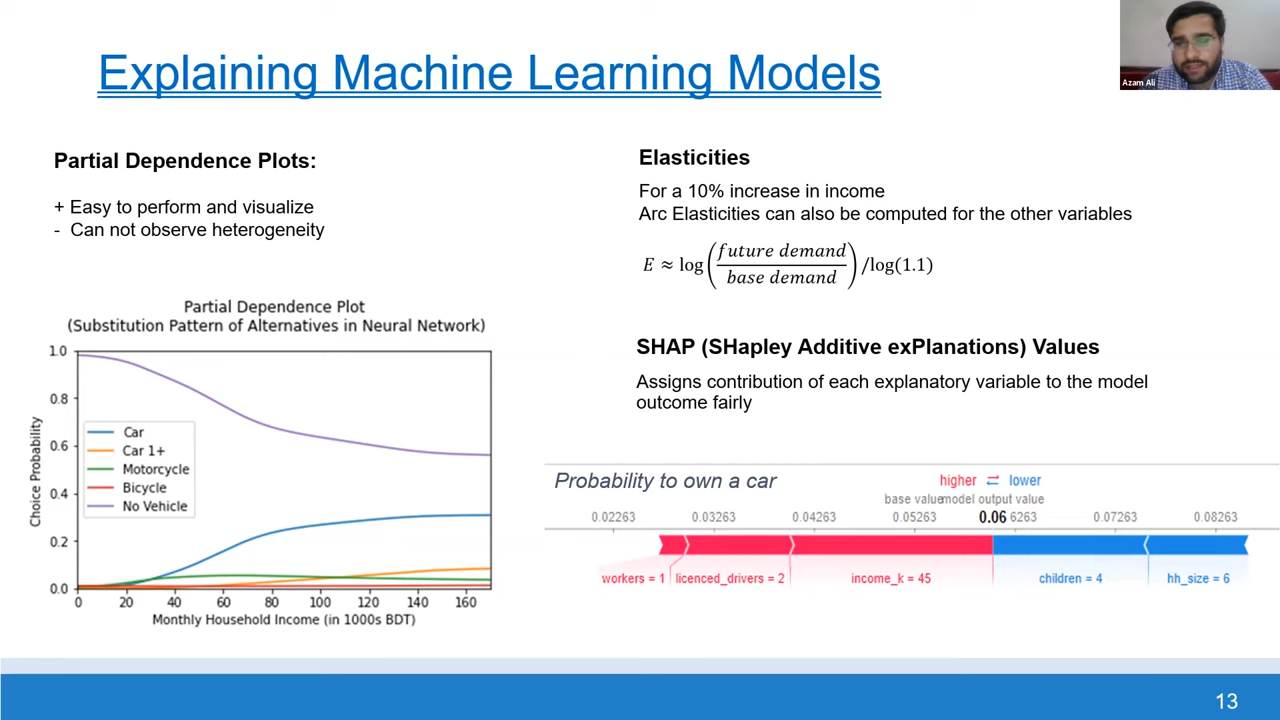 Explaining Machine Learning Models
Azam Ali
Partial Dependence Plots:
+ Easy to perform and visualize
- Can not observe heterogeneity
Partial Dependence Plot
(Substitution Pattern of Alternatives in Neural Network)
1.0
0.8
0.6
0.4
0.2
0.0
Choice Probability
Car
Car 1+
Motorcycle
Bicycle
No Vehicle
0 20 40 60 80 100 120 140 160
Monthly Household Income (in 1000s BDT)
Elasticities
For a 10% increase in income
Arc Elasticities can also be computed for the other variables
E ≈ log(future demand / base demand) /log(1.1)
SHAP (SHapley Additive exPlanations) Values
Assigns contribution of each explanatory variable to the model
outcome fairly
Probability to own a car
higher ⇄ lower
base value model output value
0.02263 0.03263 0.04263 0.05263 0.06 6263 0.07263 0.08263
workers = 1 licenced_drivers = 2 income_k = 45 children = 4 hh_size = 6
13